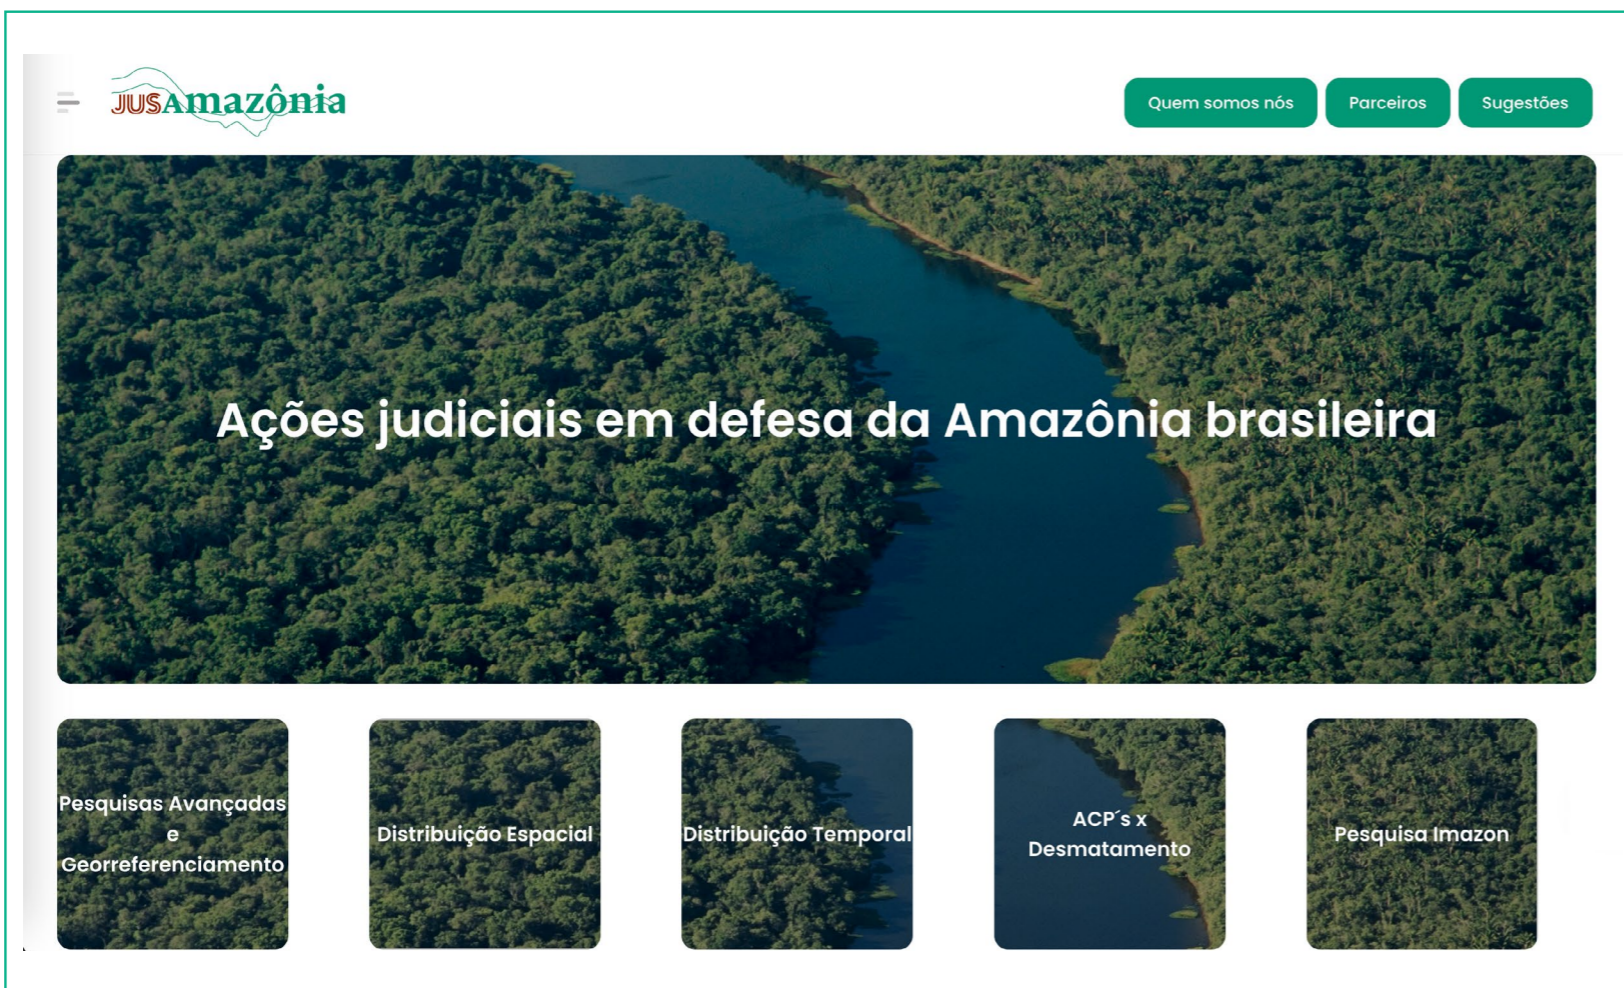 JUSAmazônia
Quem somos nós
Parceiros
Sugestões
Ações judiciais em defesa da Amazônia brasileira
Pesquisas Avançadas
e
Georreferenciamento
Distribuição Espacial
Distribuição Temporal
ACP´s x
Desmatamento
Pesquisa Imazon